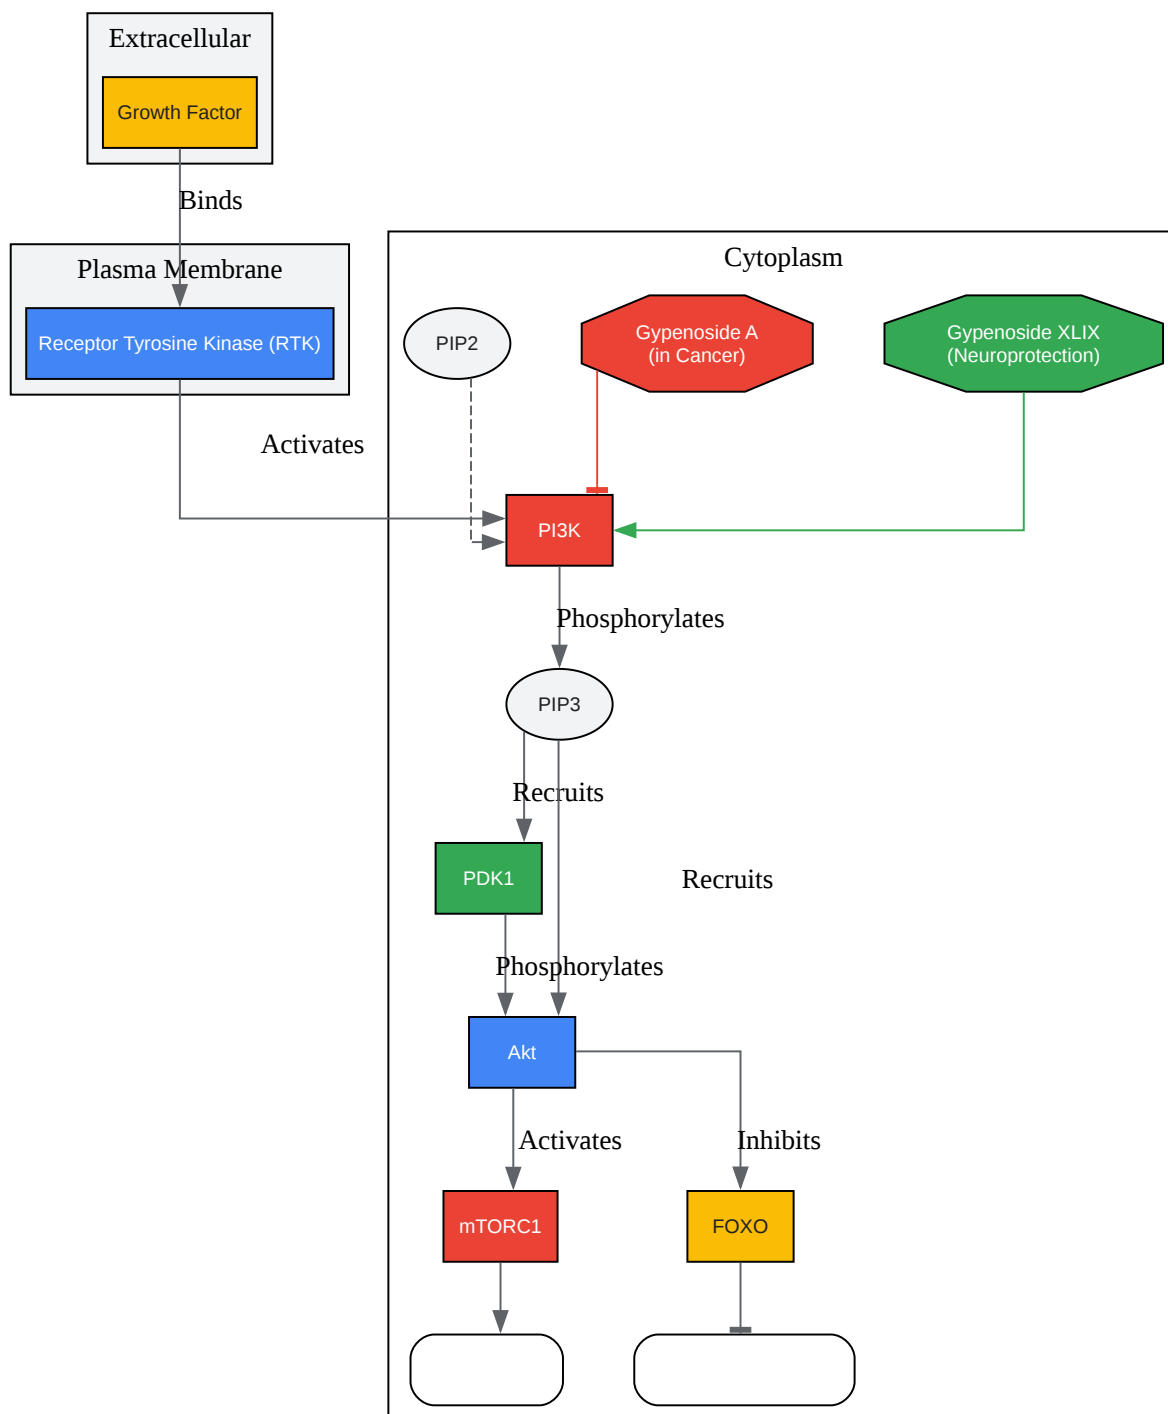 Extracellular
Growth Factor
Binds
Plasma Membrane
Receptor Tyrosine Kinase (RTK)
Activates
Cytoplasm
PIP2
Gypenoside A
(in Cancer)
Gypenoside XLIX
(Neuroprotection)
PI3K
Phosphorylates
PIP3
Recruits
PDK1
Recruits
Phosphorylates
Akt
Activates
Inhibits
mTORC1
FOXO